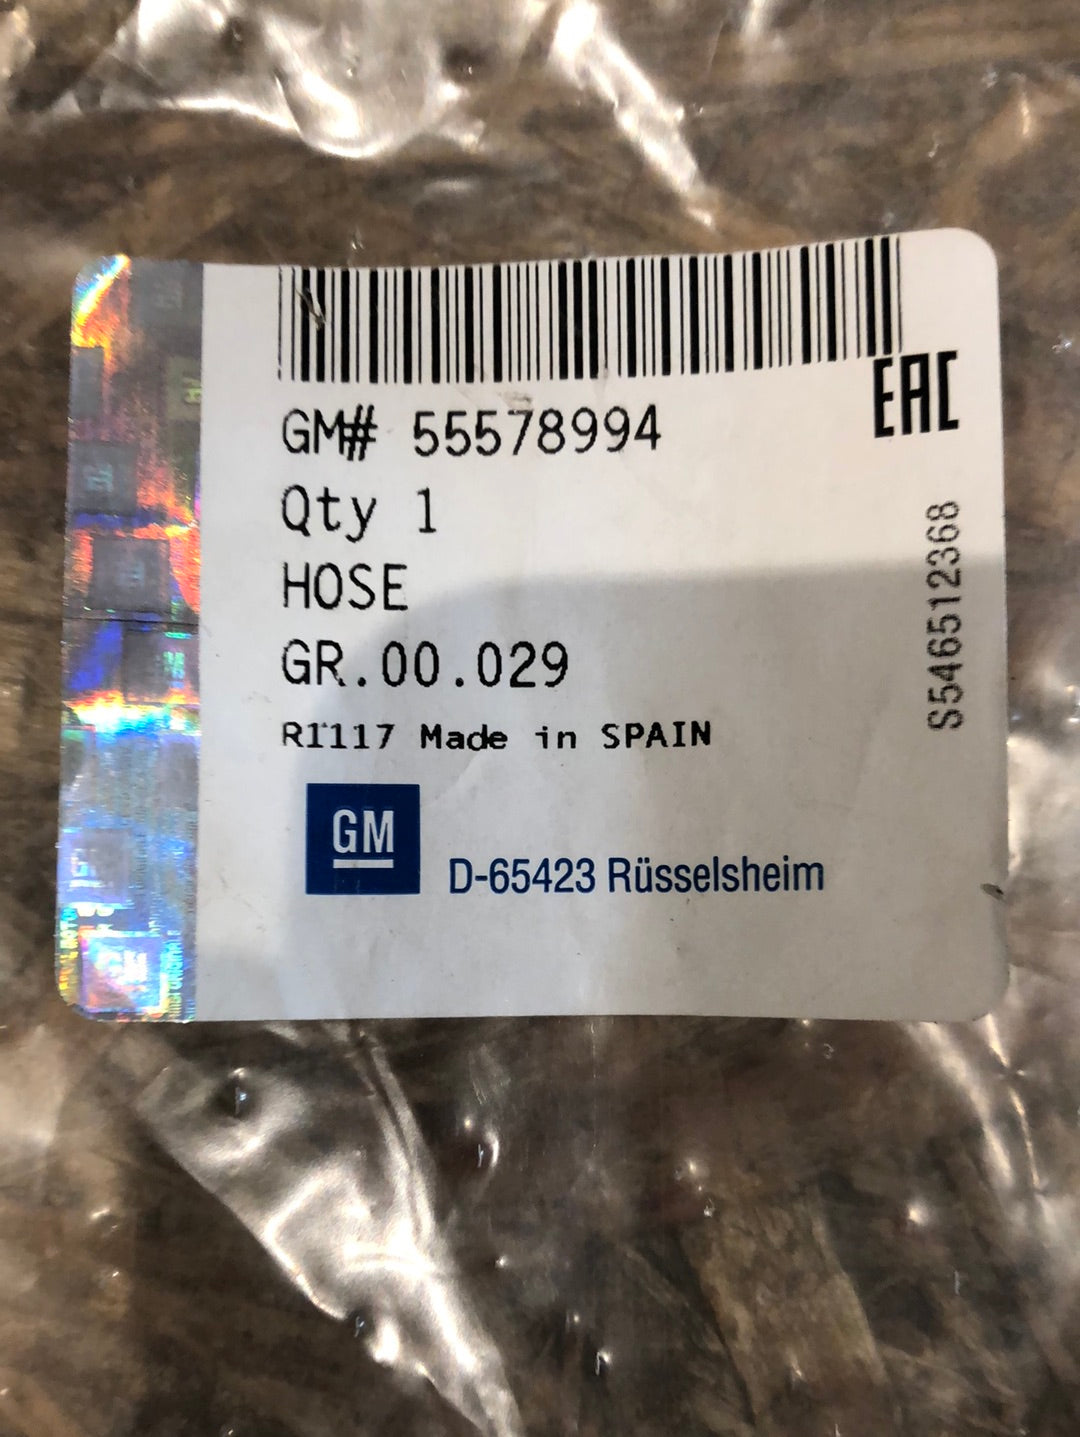 GM# 55578994
EAC
Qty 1
HOSE
GR.00.029
R1117 Made in SPAIN
S546512368
GM
D-65423 Rüsselsheim